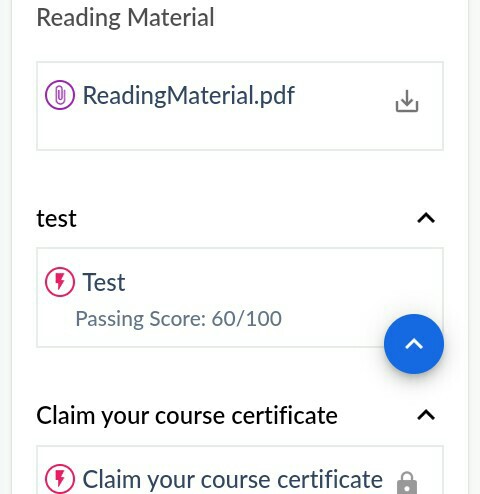 Reading Material
ReadingMaterial.pdf
test
Test
Passing Score: 60/100
Claim your course certificate
Claim your course certificate